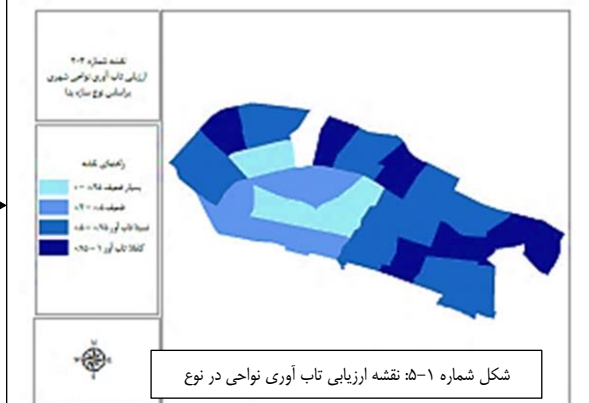 نقشه شماره ۳-۲
ارزیابی تاب آوری نواحی شهری
براساس نوع سازه بنا
راهنمای نقشه
بسیار ضعیف
ضعیف
نسبتا تاب آور
کاملا تاب آور
شکل شماره ۱-۵: نقشه ارزیابی تاب آوری نواحی در نوع